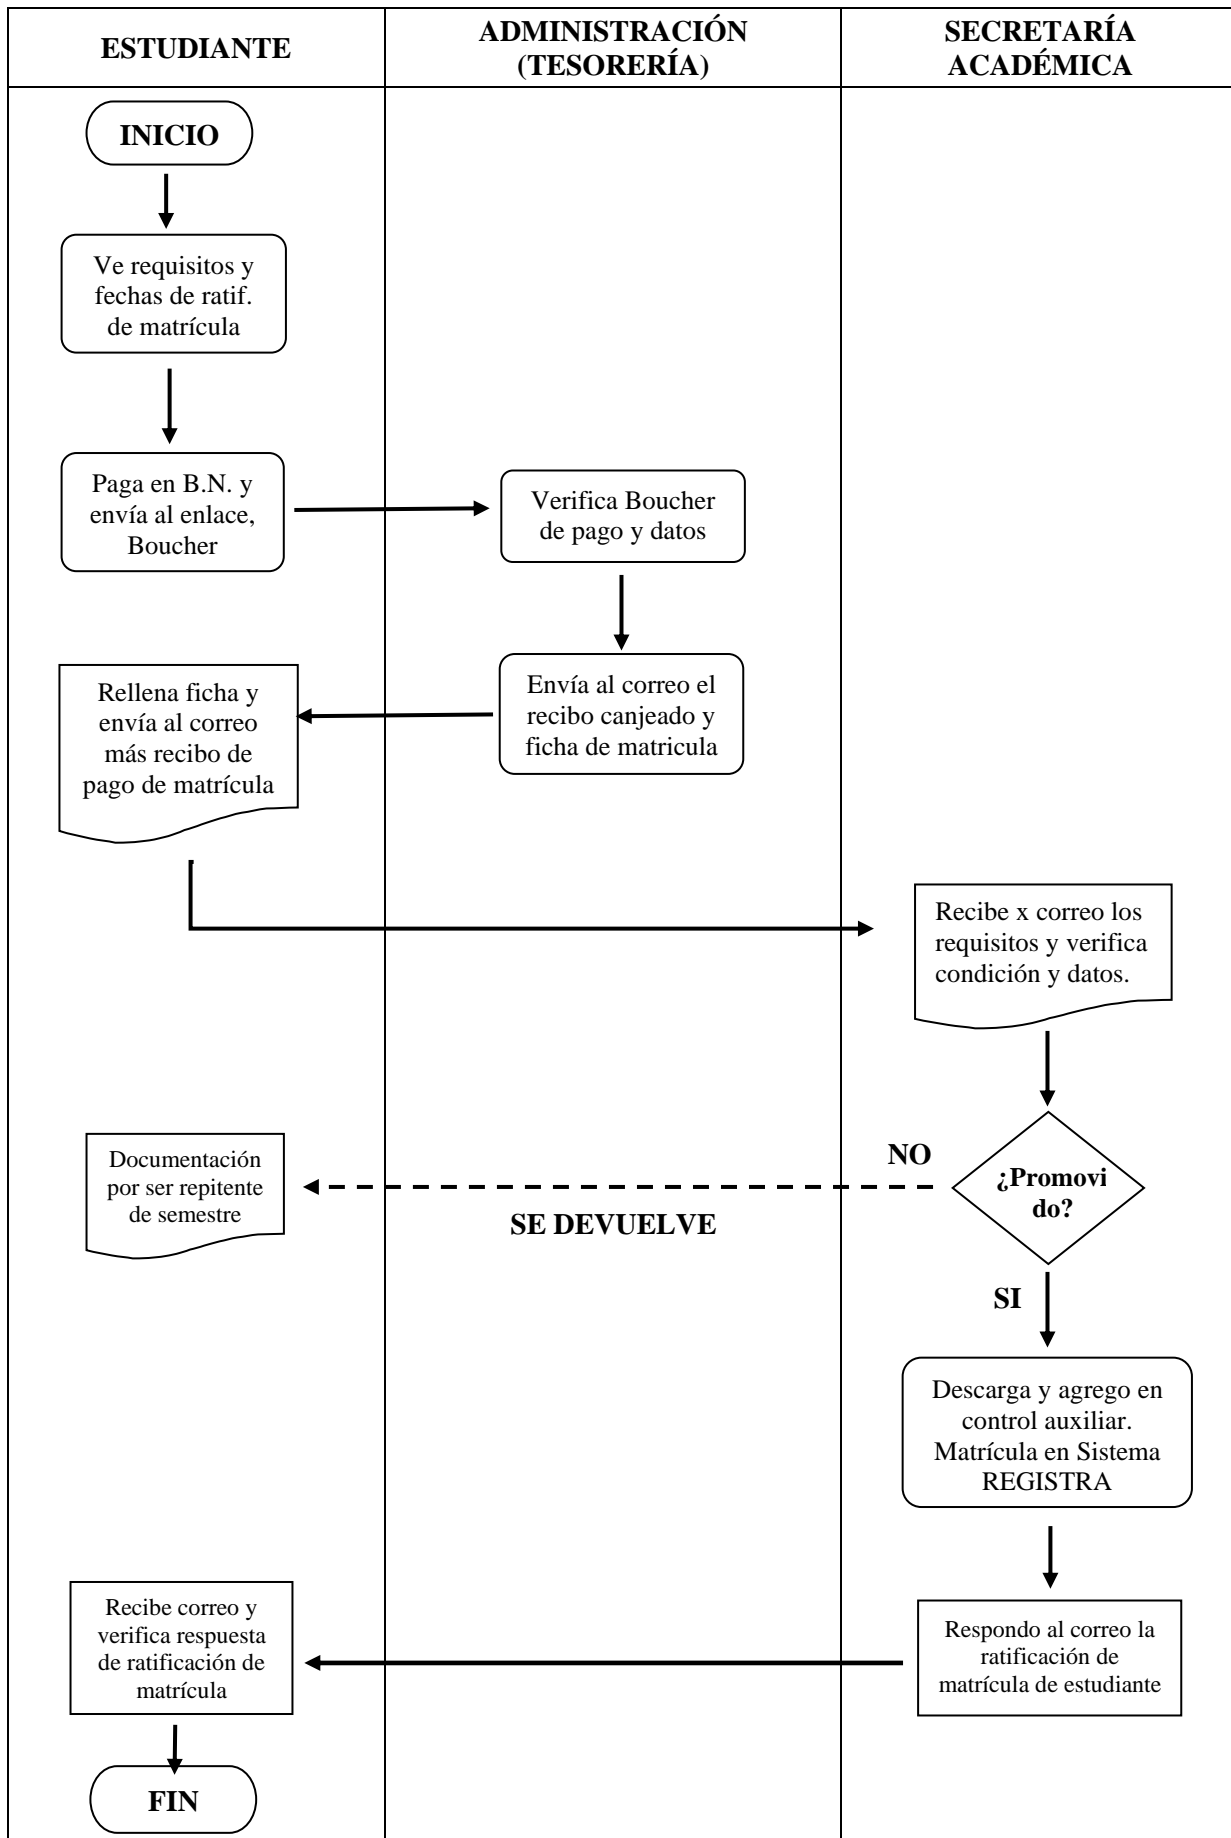 ESTUDIANTE
ADMINISTRACIÓN
(TESORERÍA)
SECRETARÍA
ACADÉMICA
INICIO
Ve requisitos y
fechas de ratif.
de matrícula
Paga en B.N. y
envía al enlace,
Boucher
Verifica Boucher
de pago y datos
Envía al correo el
recibo canjeado y
ficha de matricula
Rellena ficha y
envía al correo
más recibo de
pago de matrícula
Recibe x correo los
requisitos y verifica
condición y datos.
¿Promovi
do?
NO
SE DEVUELVE
Documentación
por ser repitente
de semestre
SI
Descarga y agrego en
control auxiliar.
Matrícula en Sistema
REGISTRA
Respondo al correo la
ratificación de
matrícula de estudiante
Recibe correo y
verifica respuesta
de ratificación de
matrícula
FIN